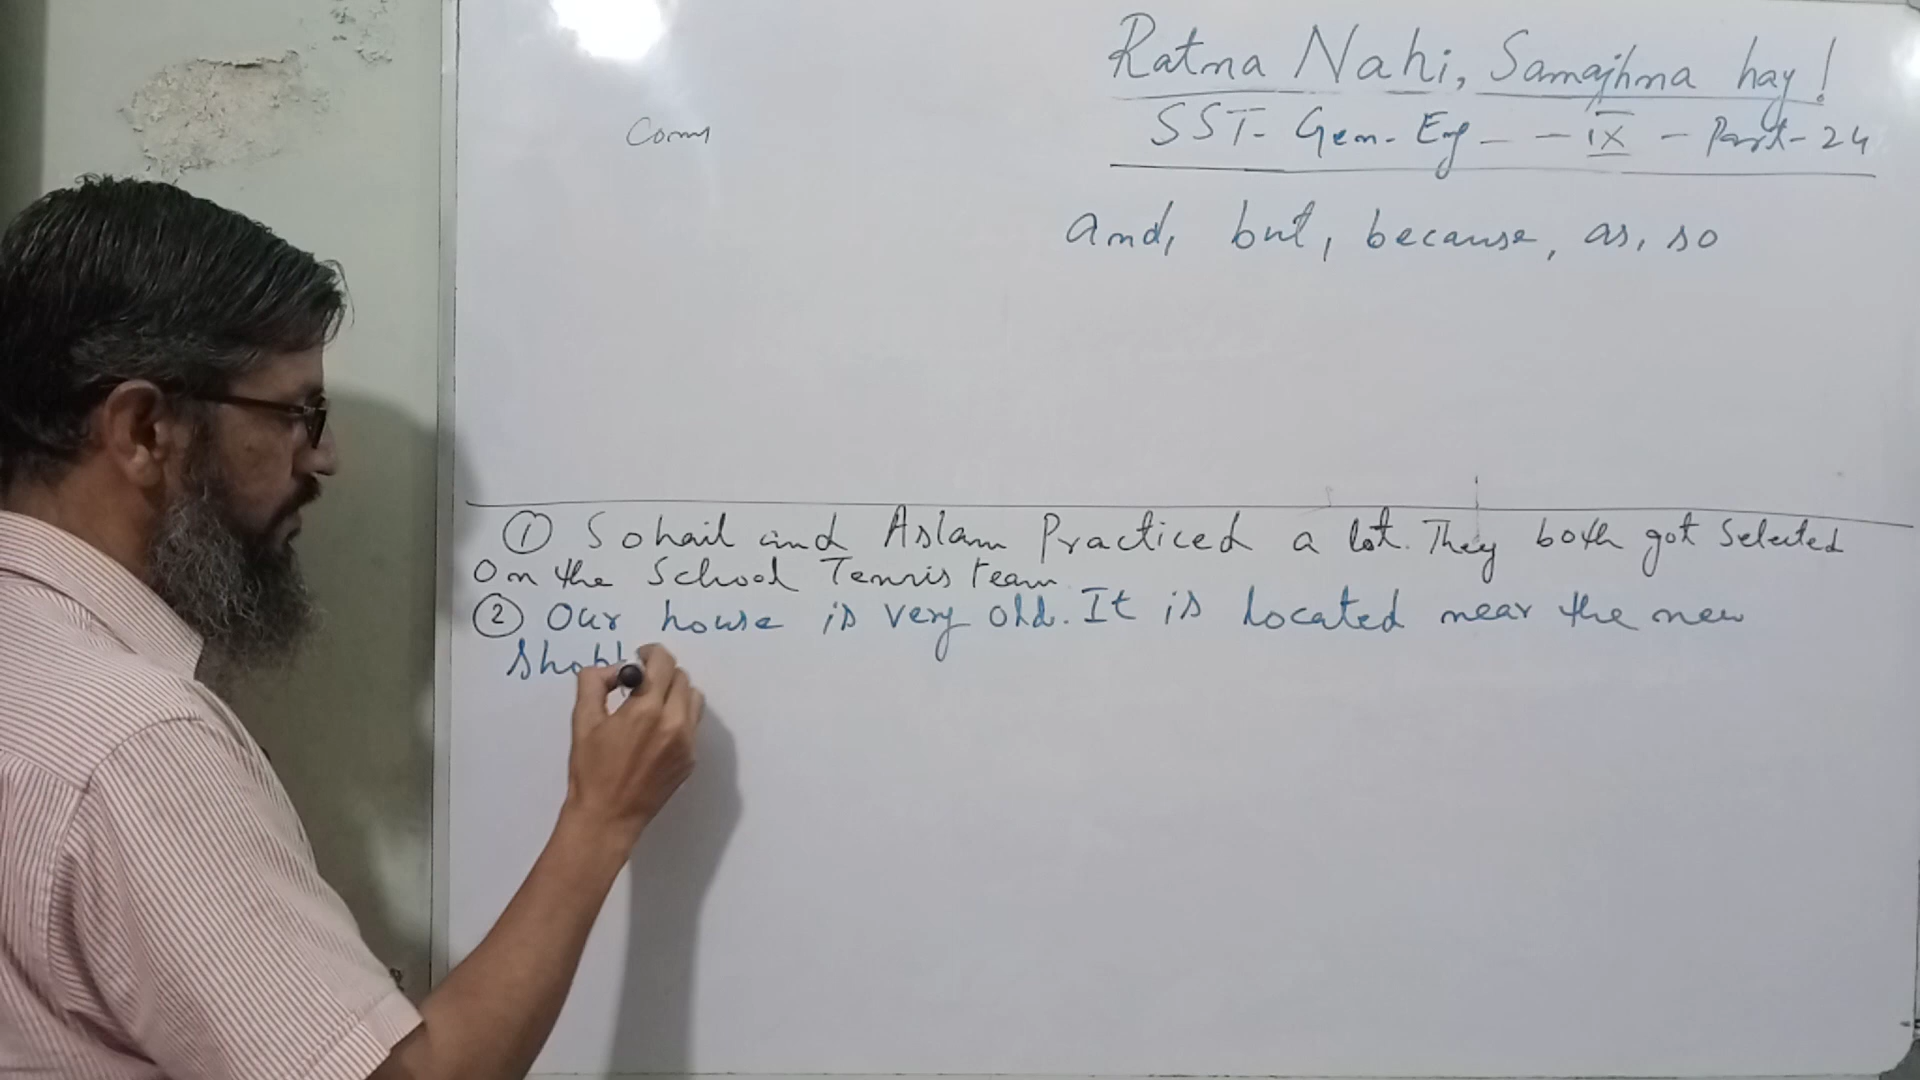 Ratna Nahi, Samajhna hay!
SST- Gen. Eng - - IX - Part-24
and, but, because, as, so
① Sohail and Aslam Practiced a lot. They both got Selected
On the School Tennis team.
② Our house is very old. It is Located near the new